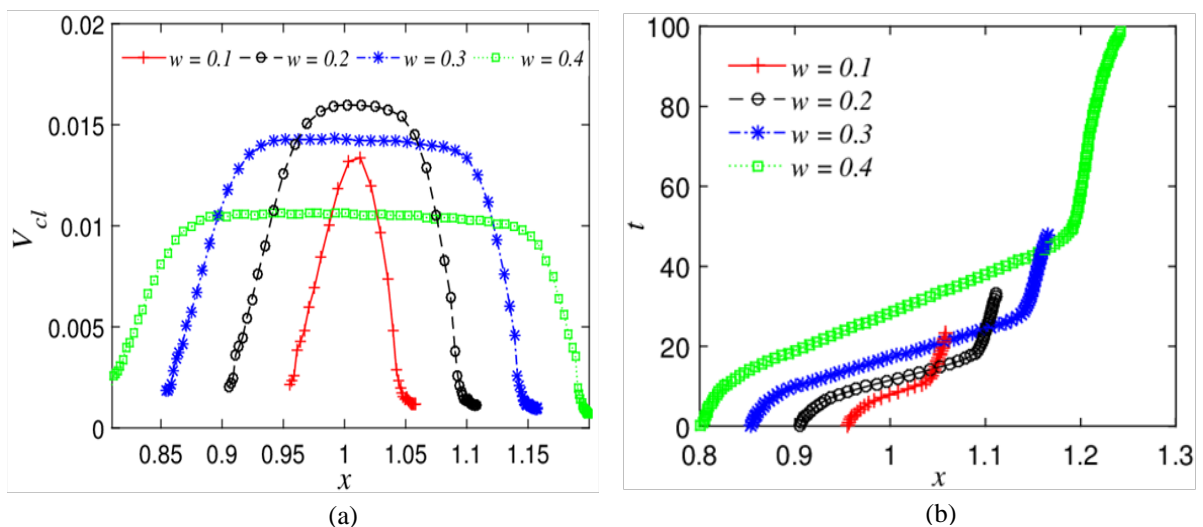 0.02
0.015
0.01
0.005
0
V_cl
w = 0.1 w = 0.2 w = 0.3 w = 0.4
0.85 0.9 0.95 1 1.05 1.1 1.15
x
(a)
100
80
60
40
20
0
t
w = 0.1
w = 0.2
w = 0.3
w = 0.4
0.8 0.9 1 1.1 1.2 1.3
x
(b)